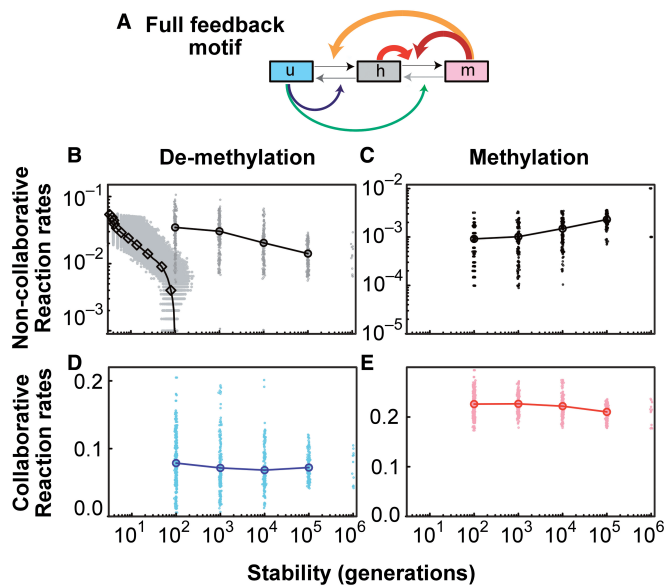 A Full feedback
motif
u h m
B De-methylation
C Methylation
Non-collaborative
Reaction rates
10⁻¹
10⁻²
10⁻³
10⁻²
10⁻³
10⁻⁴
10⁻⁵
D E
Collaborative
Reaction rates
0.2
0.1
0.0
0.2
0.1
0.0
10¹ 10² 10³ 10⁴ 10⁵ 10¹ 10² 10³ 10⁴ 10⁵ 10⁶
Stability (generations)